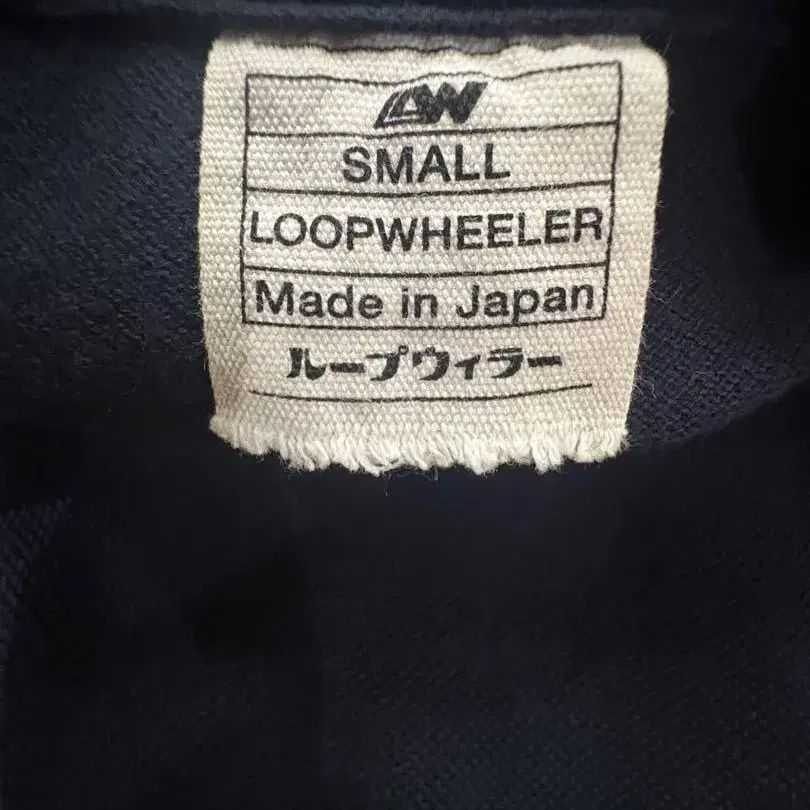 LW
SMALL
LOOPWHEELER
Made in Japan
ループウィラー